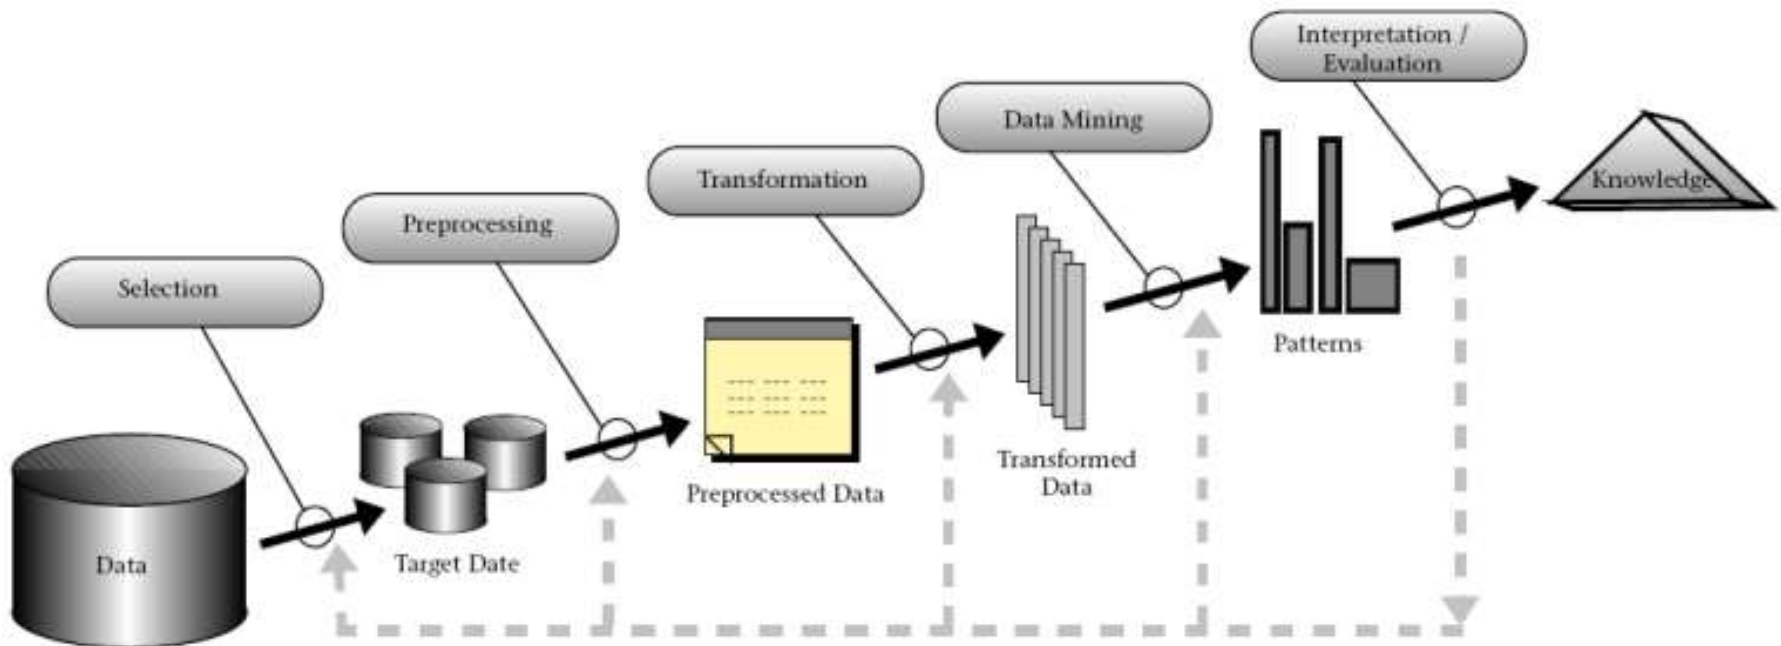 Interpretation /
Evaluation
Data Mining
Transformation
Knowledge
Preprocessing
Selection
Patterns
Transformed
Data
Preprocessed Data
Target Date
Data